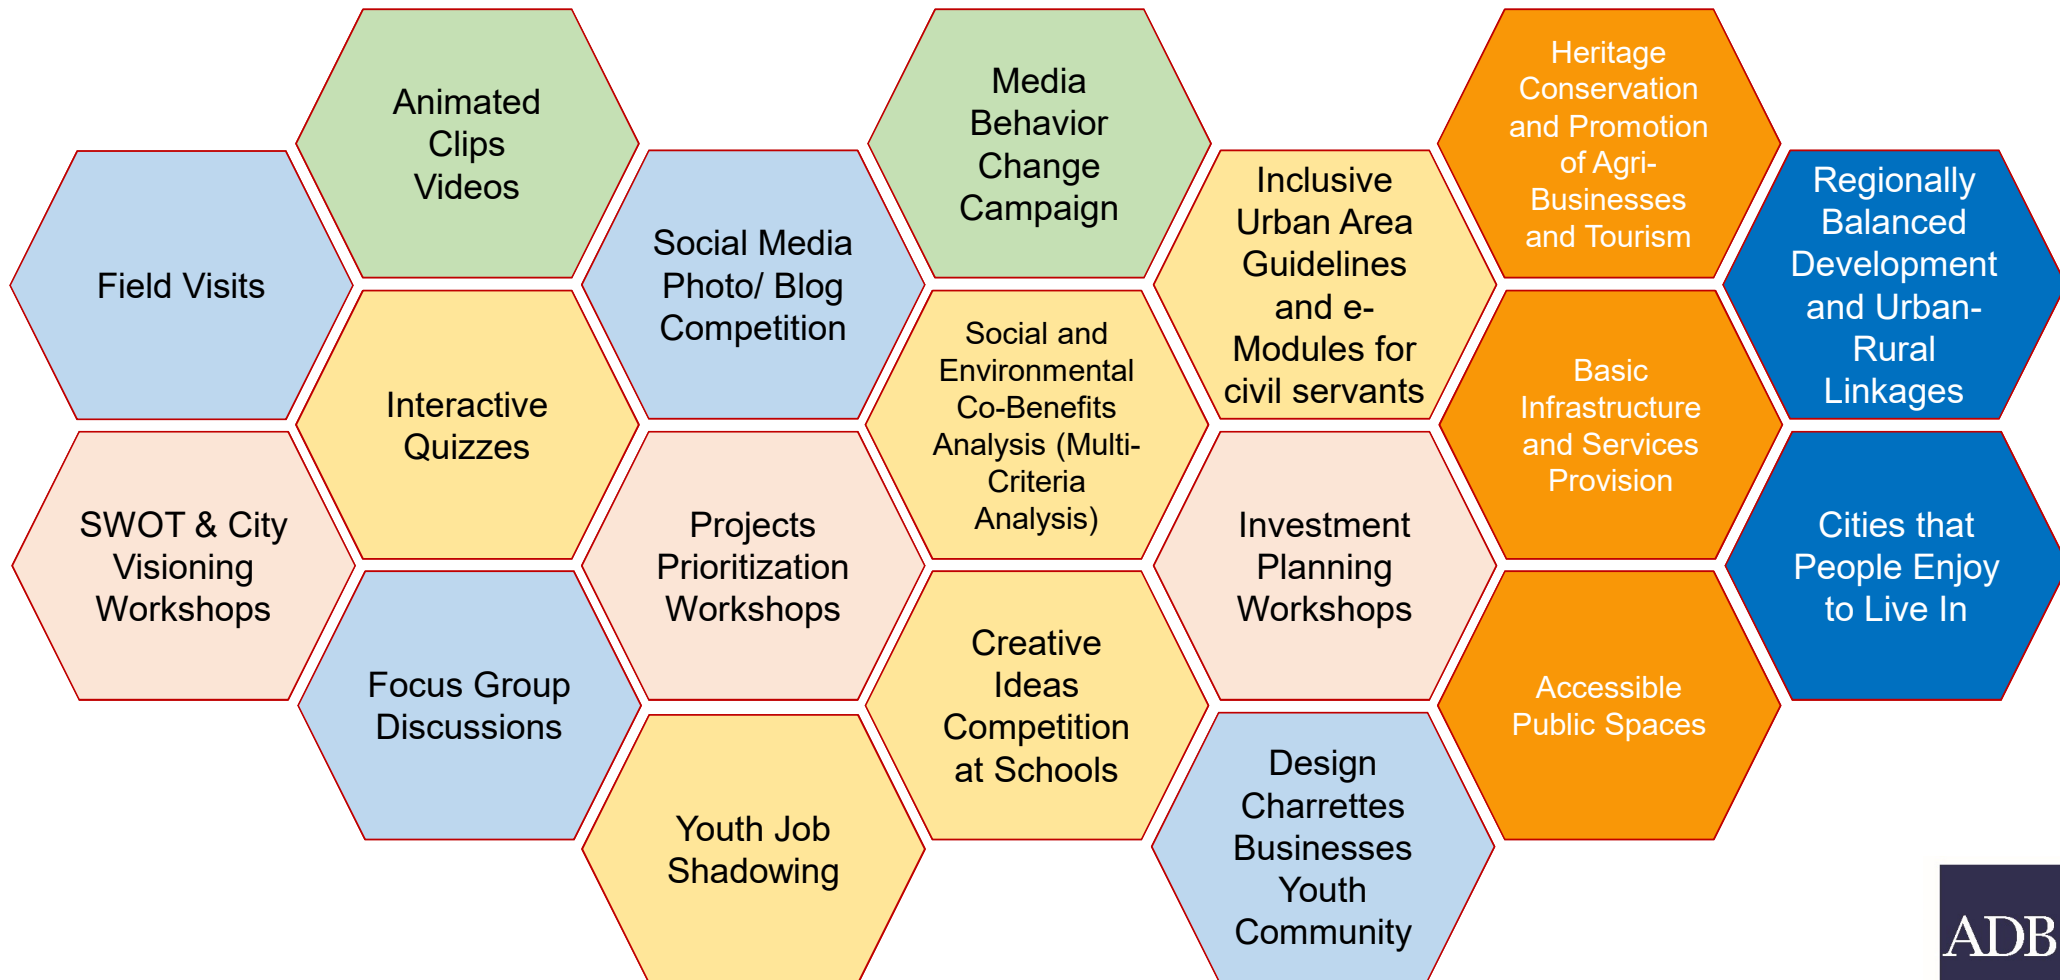 Field Visits
SWOT & City
Visioning
Workshops
Animated
Clips
Videos
Interactive
Quizzes
Focus Group
Discussions
Social Media
Photo/ Blog
Competition
Projects
Prioritization
Workshops
Youth Job
Shadowing
Media
Behavior
Change
Campaign
Social and
Environmental
Co-Benefits
Analysis (Multi-
Criteria
Analysis)
Creative
Ideas
Competition
at Schools
Inclusive
Urban Area
Guidelines
and e-
Modules for
civil servants
Investment
Planning
Workshops
Design
Charrettes
Businesses
Youth
Community
Heritage
Conservation
and Promotion
of Agri-
Businesses
and Tourism
Basic
Infrastructure
and Services
Provision
Accessible
Public Spaces
Regionally
Balanced
Development
and Urban-
Rural
Linkages
Cities that
People Enjoy
to Live In
ADB